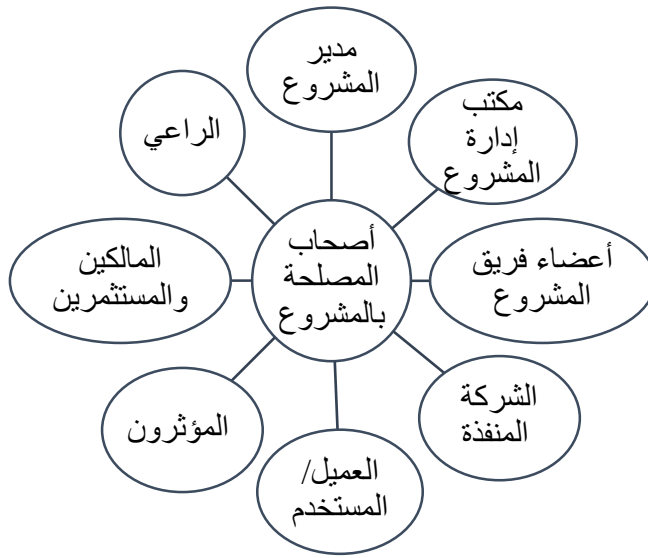 مدير
المشروع
مكتب
إدارة
المشروع
أعضاء فريق
المشروع
الشركة
المنفذة
العميل/
المستخدم
المؤثرون
المالكين
والمستثمرين
الراعي
أصحاب
المصلحة
بالمشروع